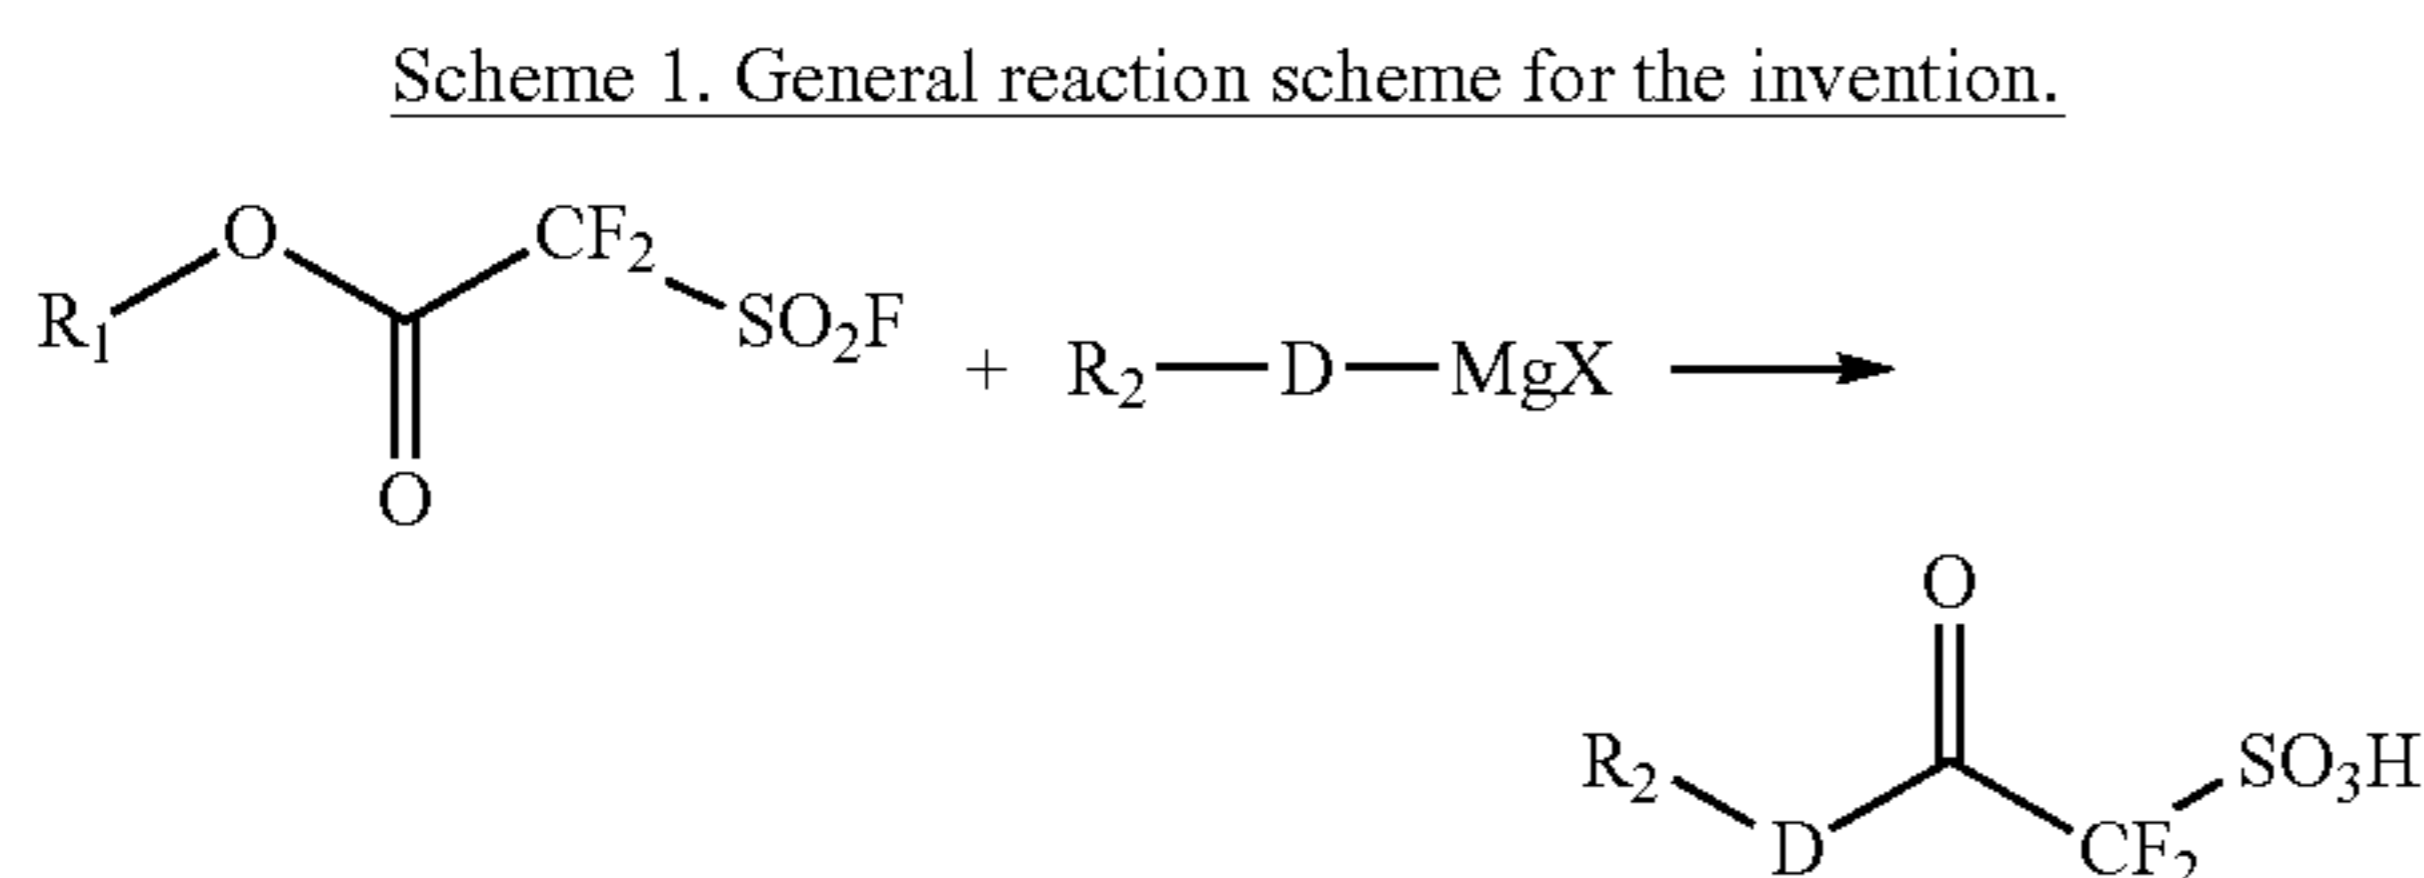 Scheme 1. General reaction scheme for the invention.
O CF₂
R₁ SO₂F
+ R₂—D—MgX
O
O
R₂ SO₃H
D CF₂